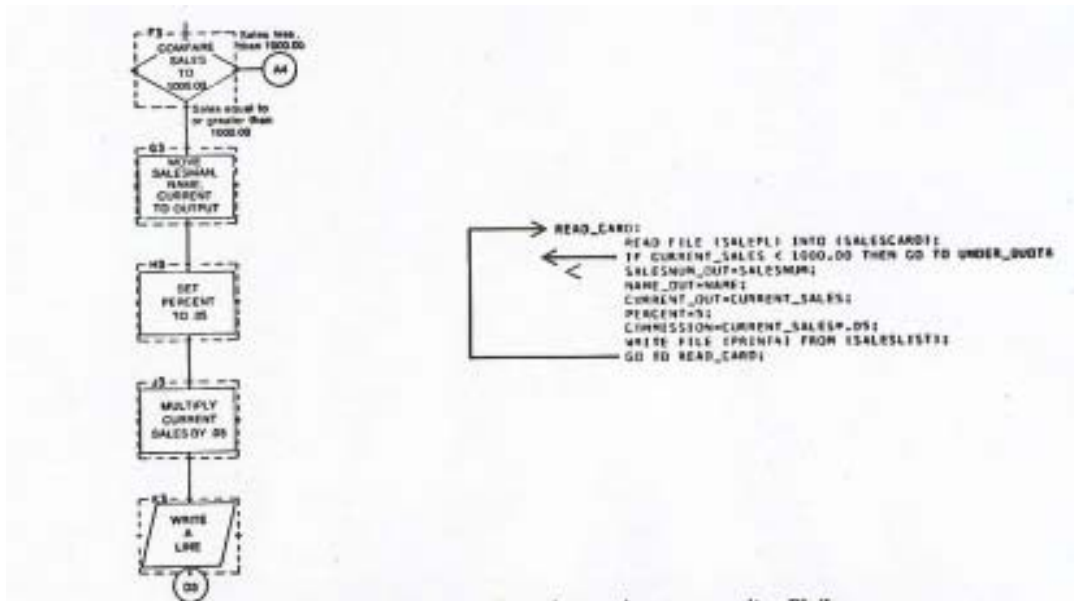 F3
Sales less
than 1000.00
COMPARE
SALES
TO
1000.00
A4
Sales equal to
or greater than
1000.00
G3
MOVE
SALESMAN,
NAME,
CURRENT
TO OUTPUT
H3
SET
PERCENT
TO .05
J3
MULTIPLY
CURRENT
SALES BY .05
K3
WRITE
A
LINE
D3
READ_CARD:
READ FILE (SALEPL) INTO (SALESCARD);
IF CURRENT_SALES < 1000.00 THEN GO TO UNDER_QUOTA
<
SALESNUM_OUT=SALESNUM;
NAME_OUT=NAME;
CURRENT_OUT=CURRENT_SALES;
PERCENT=5;
COMMISSION=CURRENT_SALES*.05;
WRITE FILE (PRINT4) FROM (SALESLIST);
GO TO READ_CARD;